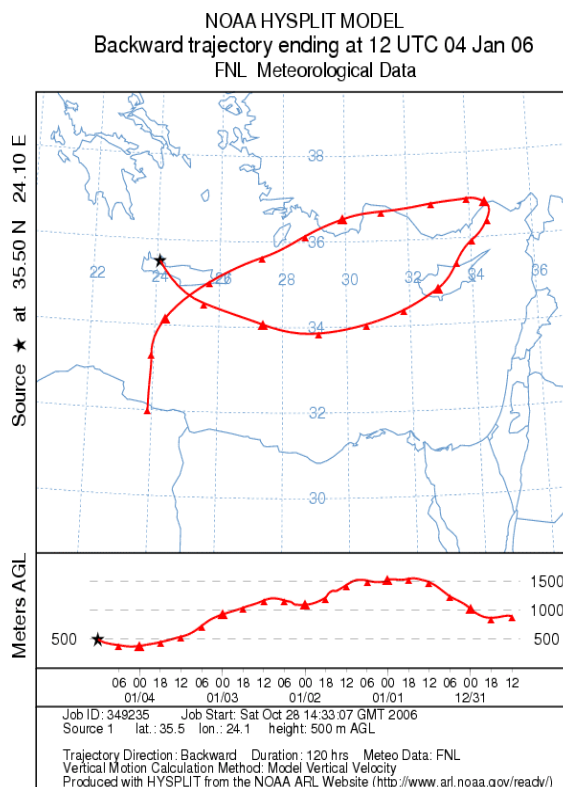 NOAA HYSPLIT MODEL
Backward trajectory ending at 12 UTC 04 Jan 06
FNL Meteorological Data
Source ★ at 35.50 N 24.10 E
38
36
22 24 26 28 30 32 34 36
34
32
30
Meters AGL
1500
1000
500 500
06 00 18 12 06 00 18 12 06 00 18 12 06 00 18 12 06 00 18 12
01/04 01/03 01/02 01/01 12/31
Job ID: 349235 Job Start: Sat Oct 28 14:33:07 GMT 2006
Source 1 lat.: 35.5 lon.: 24.1 height: 500 m AGL
Trajectory Direction: Backward Duration: 120 hrs Meteo Data: FNL
Vertical Motion Calculation Method: Model Vertical Velocity
Produced with HYSPLIT from the NOAA ARL Website (http://www.arl.noaa.gov/ready/)